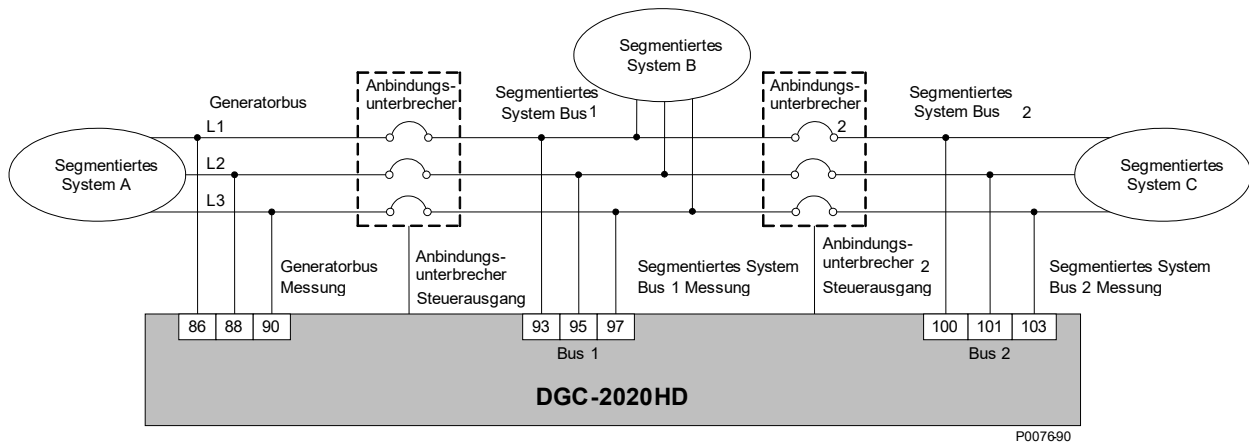 Segmentiertes
System B
Generatorbus
Anbindungs-
unterbrecher
Segmentiertes
System Bus 1
Anbindungs-
unterbrecher
2
Segmentiertes
System Bus 2
L1
L2
L3
Segmentiertes
System A
Segmentiertes
System C
Generatorbus
Messung
Anbindungs-
unterbrecher
Steuerausgang
Segmentiertes System
Bus 1 Messung
Anbindungs-
unterbrecher 2
Steuerausgang
Segmentiertes System
Bus 2 Messung
86 88 90
93 95 97
100 101 103
Bus 1
Bus 2
DGC-2020HD
P0076-90